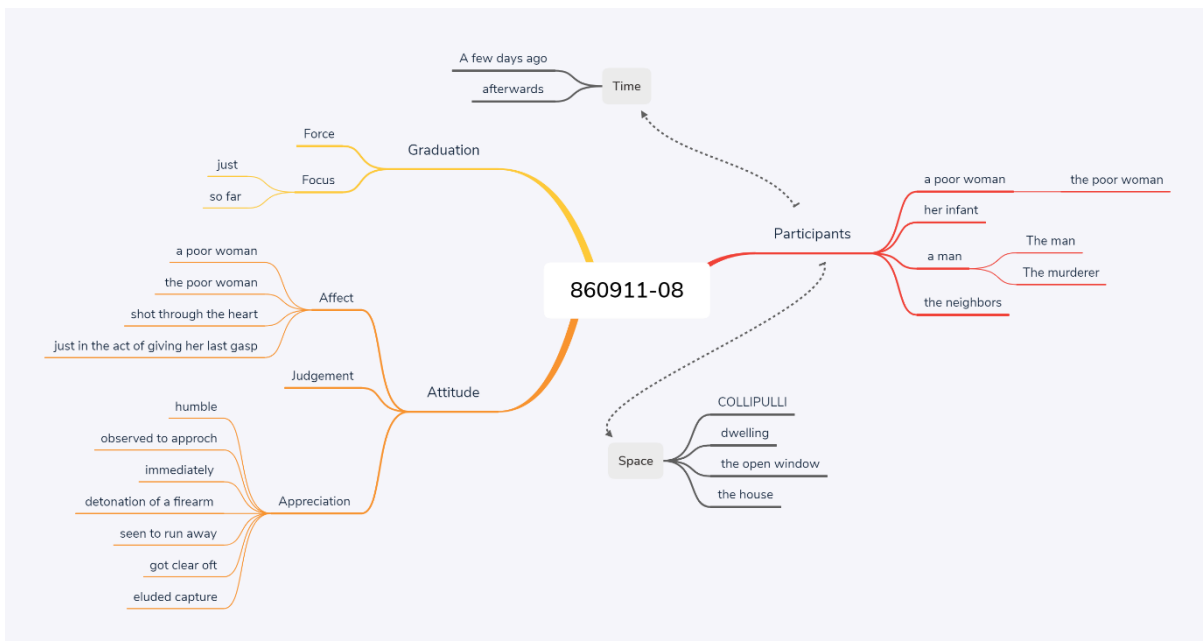 A few days ago
afterwards
Time
Force
Graduation
just
Focus
so far
a poor woman
the poor woman
her infant
Participants
The man
a man
The murderer
the neighbors
860911-08
a poor woman
the poor woman
Affect
shot through the heart
just in the act of giving her last gasp
Judgement
Attitude
humble
observed to approch
immediately
detonation of a firearm
Appreciation
seen to run away
got clear oft
eluded capture
COLLIPULLI
dwelling
Space
the open window
the house